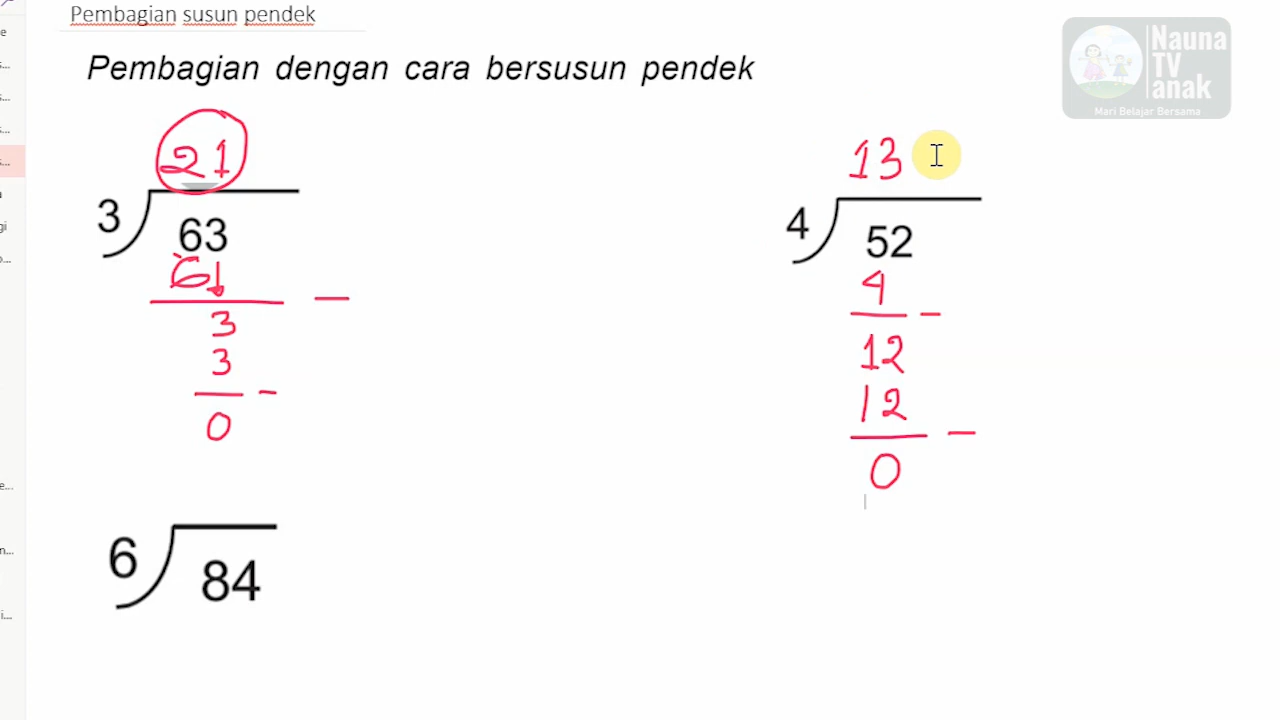 Pembagian susun pendek
Pembagian dengan cara bersusun pendek
Nauna
TV
anak
Mari Belajar Bersama
21
3 63
6
3
3
0
13
4 52
4
12
12
0
6 84